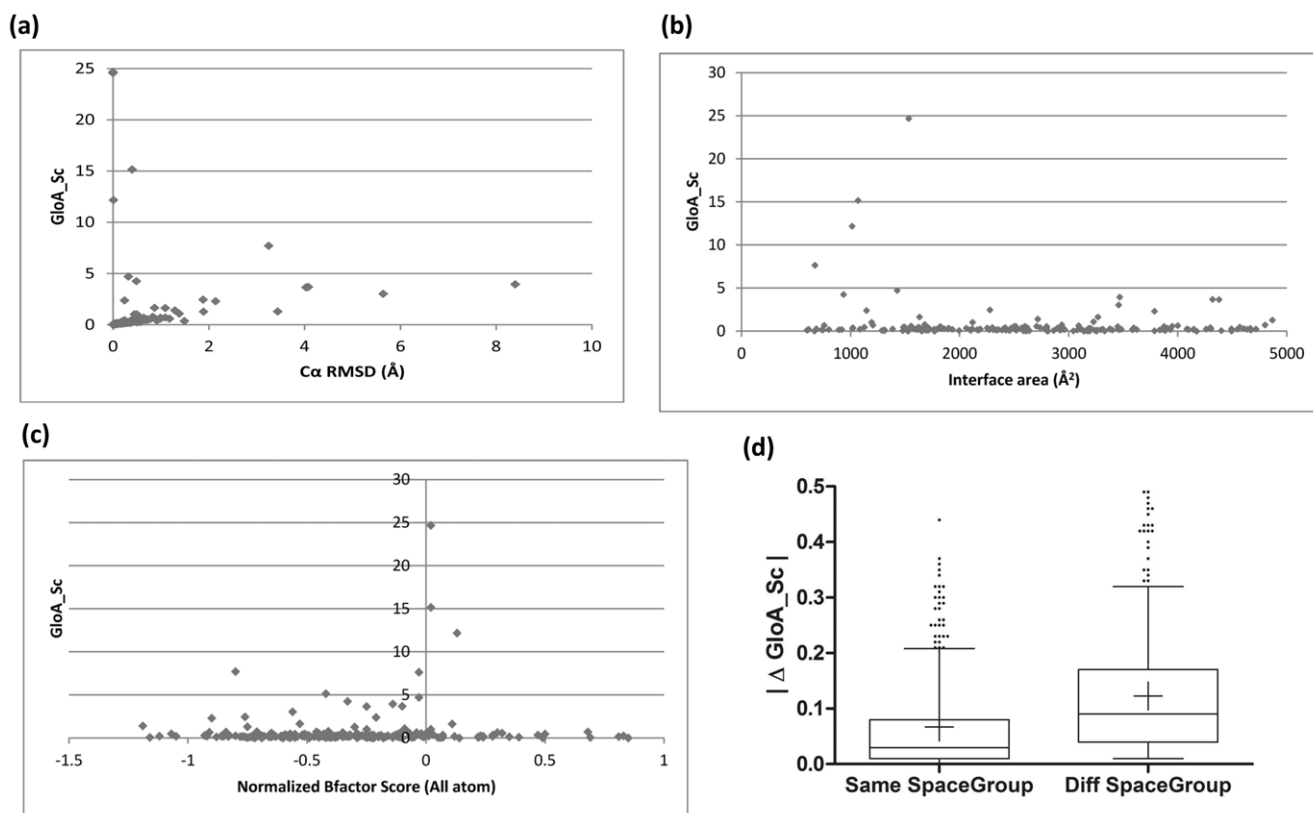 (a)
25
20
15
10
5
0
GloA_Sc
0 2 4 6 8 10
Cα RMSD (Å)
(b)
30
25
20
15
10
5
0
GloA_Sc
0 1000 2000 3000 4000 5000
Interface area (Å²)
(c)
30
25
20
15
10
5
0
GloA_Sc
-1.5 -1 -0.5 0 0.5 1
Normalized Bfactor Score (All atom)
(d)
0.5
0.4
0.3
0.2
0.1
0.0
| Δ GloA_Sc |
Same SpaceGroup Diff SpaceGroup